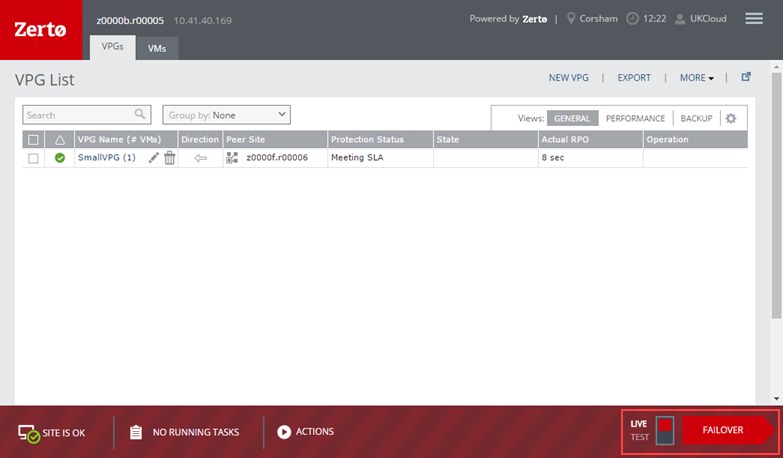 Zerto z0000b.r00005 10.41.40.169 Powered by Zerto | Corsham 12:22 UKCloud
VPGs VMs
VPG List NEW VPG | EXPORT | MORE |
Search Group by: None Views: GENERAL PERFORMANCE BACKUP
VPG Name (# VMs) Direction Peer Site Protection Status State Actual RPO Operation
SmallVPG (1) z0000f.r00006 Meeting SLA 8 sec
SITE IS OK NO RUNNING TASKS ACTIONS LIVE FAILOVER
TEST